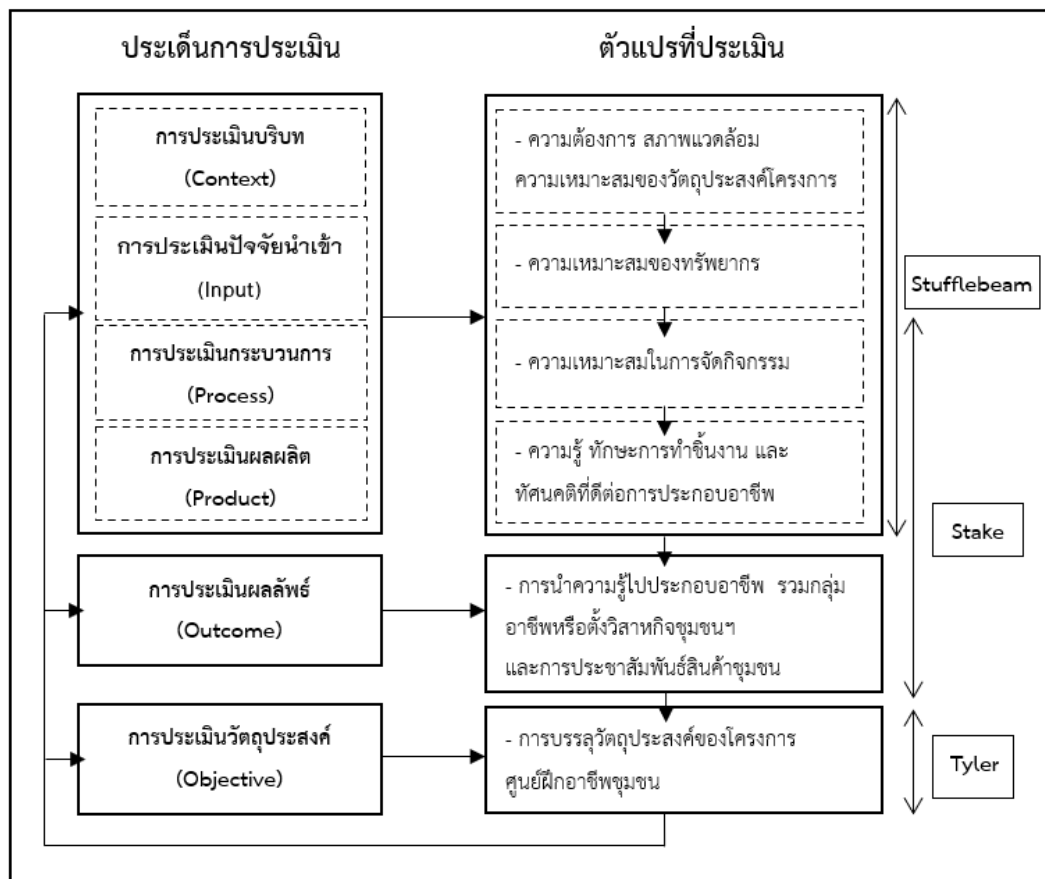 ประเด็นการประเมิน
ตัวแปรที่ประเมิน
การประเมินบริบท
(Context)
- ความต้องการ สภาพแวดล้อม
ความเหมาะสมของวัตถุประสงค์โครงการ
การประเมินปัจจัยนำเข้า
(Input)
- ความเหมาะสมของทรัพยากร
Stufflebeam
การประเมินกระบวนการ
(Process)
- ความเหมาะสมในการจัดกิจกรรม
การประเมินผลผลิต
(Product)
- ความรู้ ทักษะการทำชิ้นงาน และ
ทัศนคติที่ดีต่อการประกอบอาชีพ
Stake
การประเมินผลลัพธ์
(Outcome)
- การนำความรู้ไปประกอบอาชีพ รวมกลุ่ม
อาชีพหรือตั้งวิสาหกิจชุมชนฯ
และการประชาสัมพันธ์สินค้าชุมชน
การประเมินวัตถุประสงค์
(Objective)
- การบรรลุวัตถุประสงค์ของโครงการ
ศูนย์ฝึกอาชีพชุมชน
Tyler